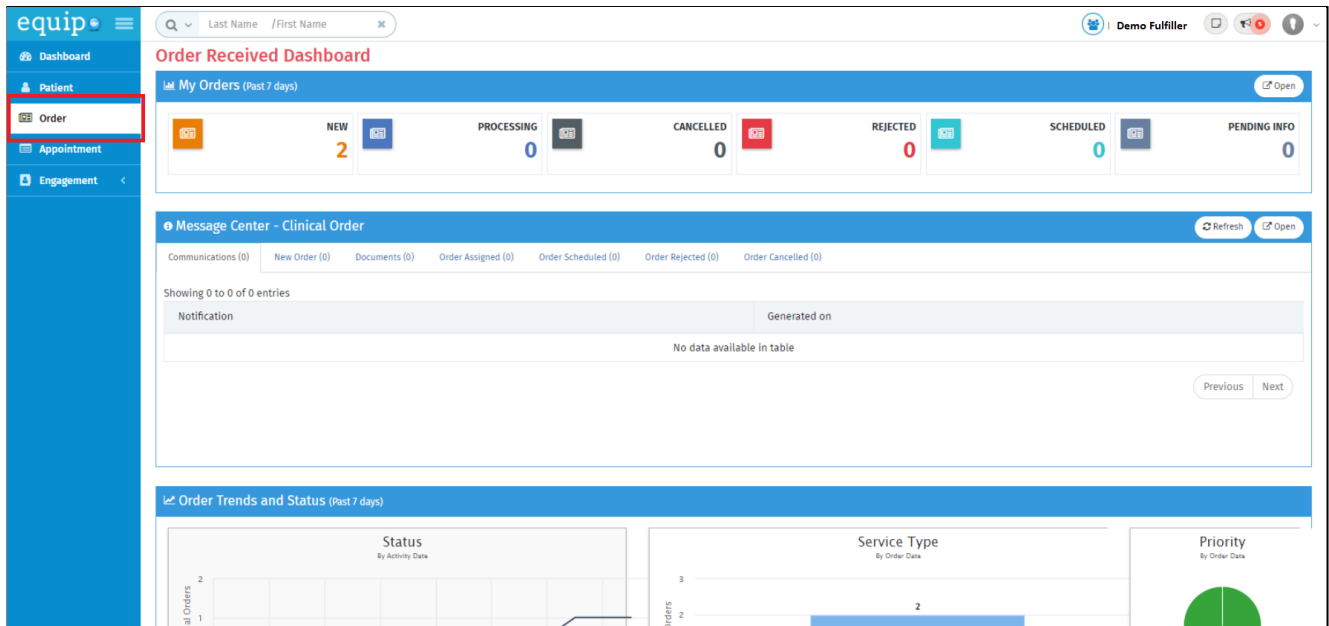 equip
Last Name /First Name
Demo Fulfiller
Dashboard
Patient
Order
Appointment
Engagement
Order Received Dashboard
My Orders (Past 7 days)
Open
NEW
2
PROCESSING
0
CANCELLED
0
REJECTED
0
SCHEDULED
0
PENDING INFO
0
Message Center - Clinical Order
Refresh
Open
Communications (0) New Order (0) Documents (0) Order Assigned (0) Order Scheduled (0) Order Rejected (0) Order Cancelled (0)
Showing 0 to 0 of 0 entries
Notification Generated on
No data available in table
Previous Next
Order Trends and Status (Past 7 days)
Status
By Activity Date
2
1
Service Type
By Order Date
3
2
2
Priority
By Order Date